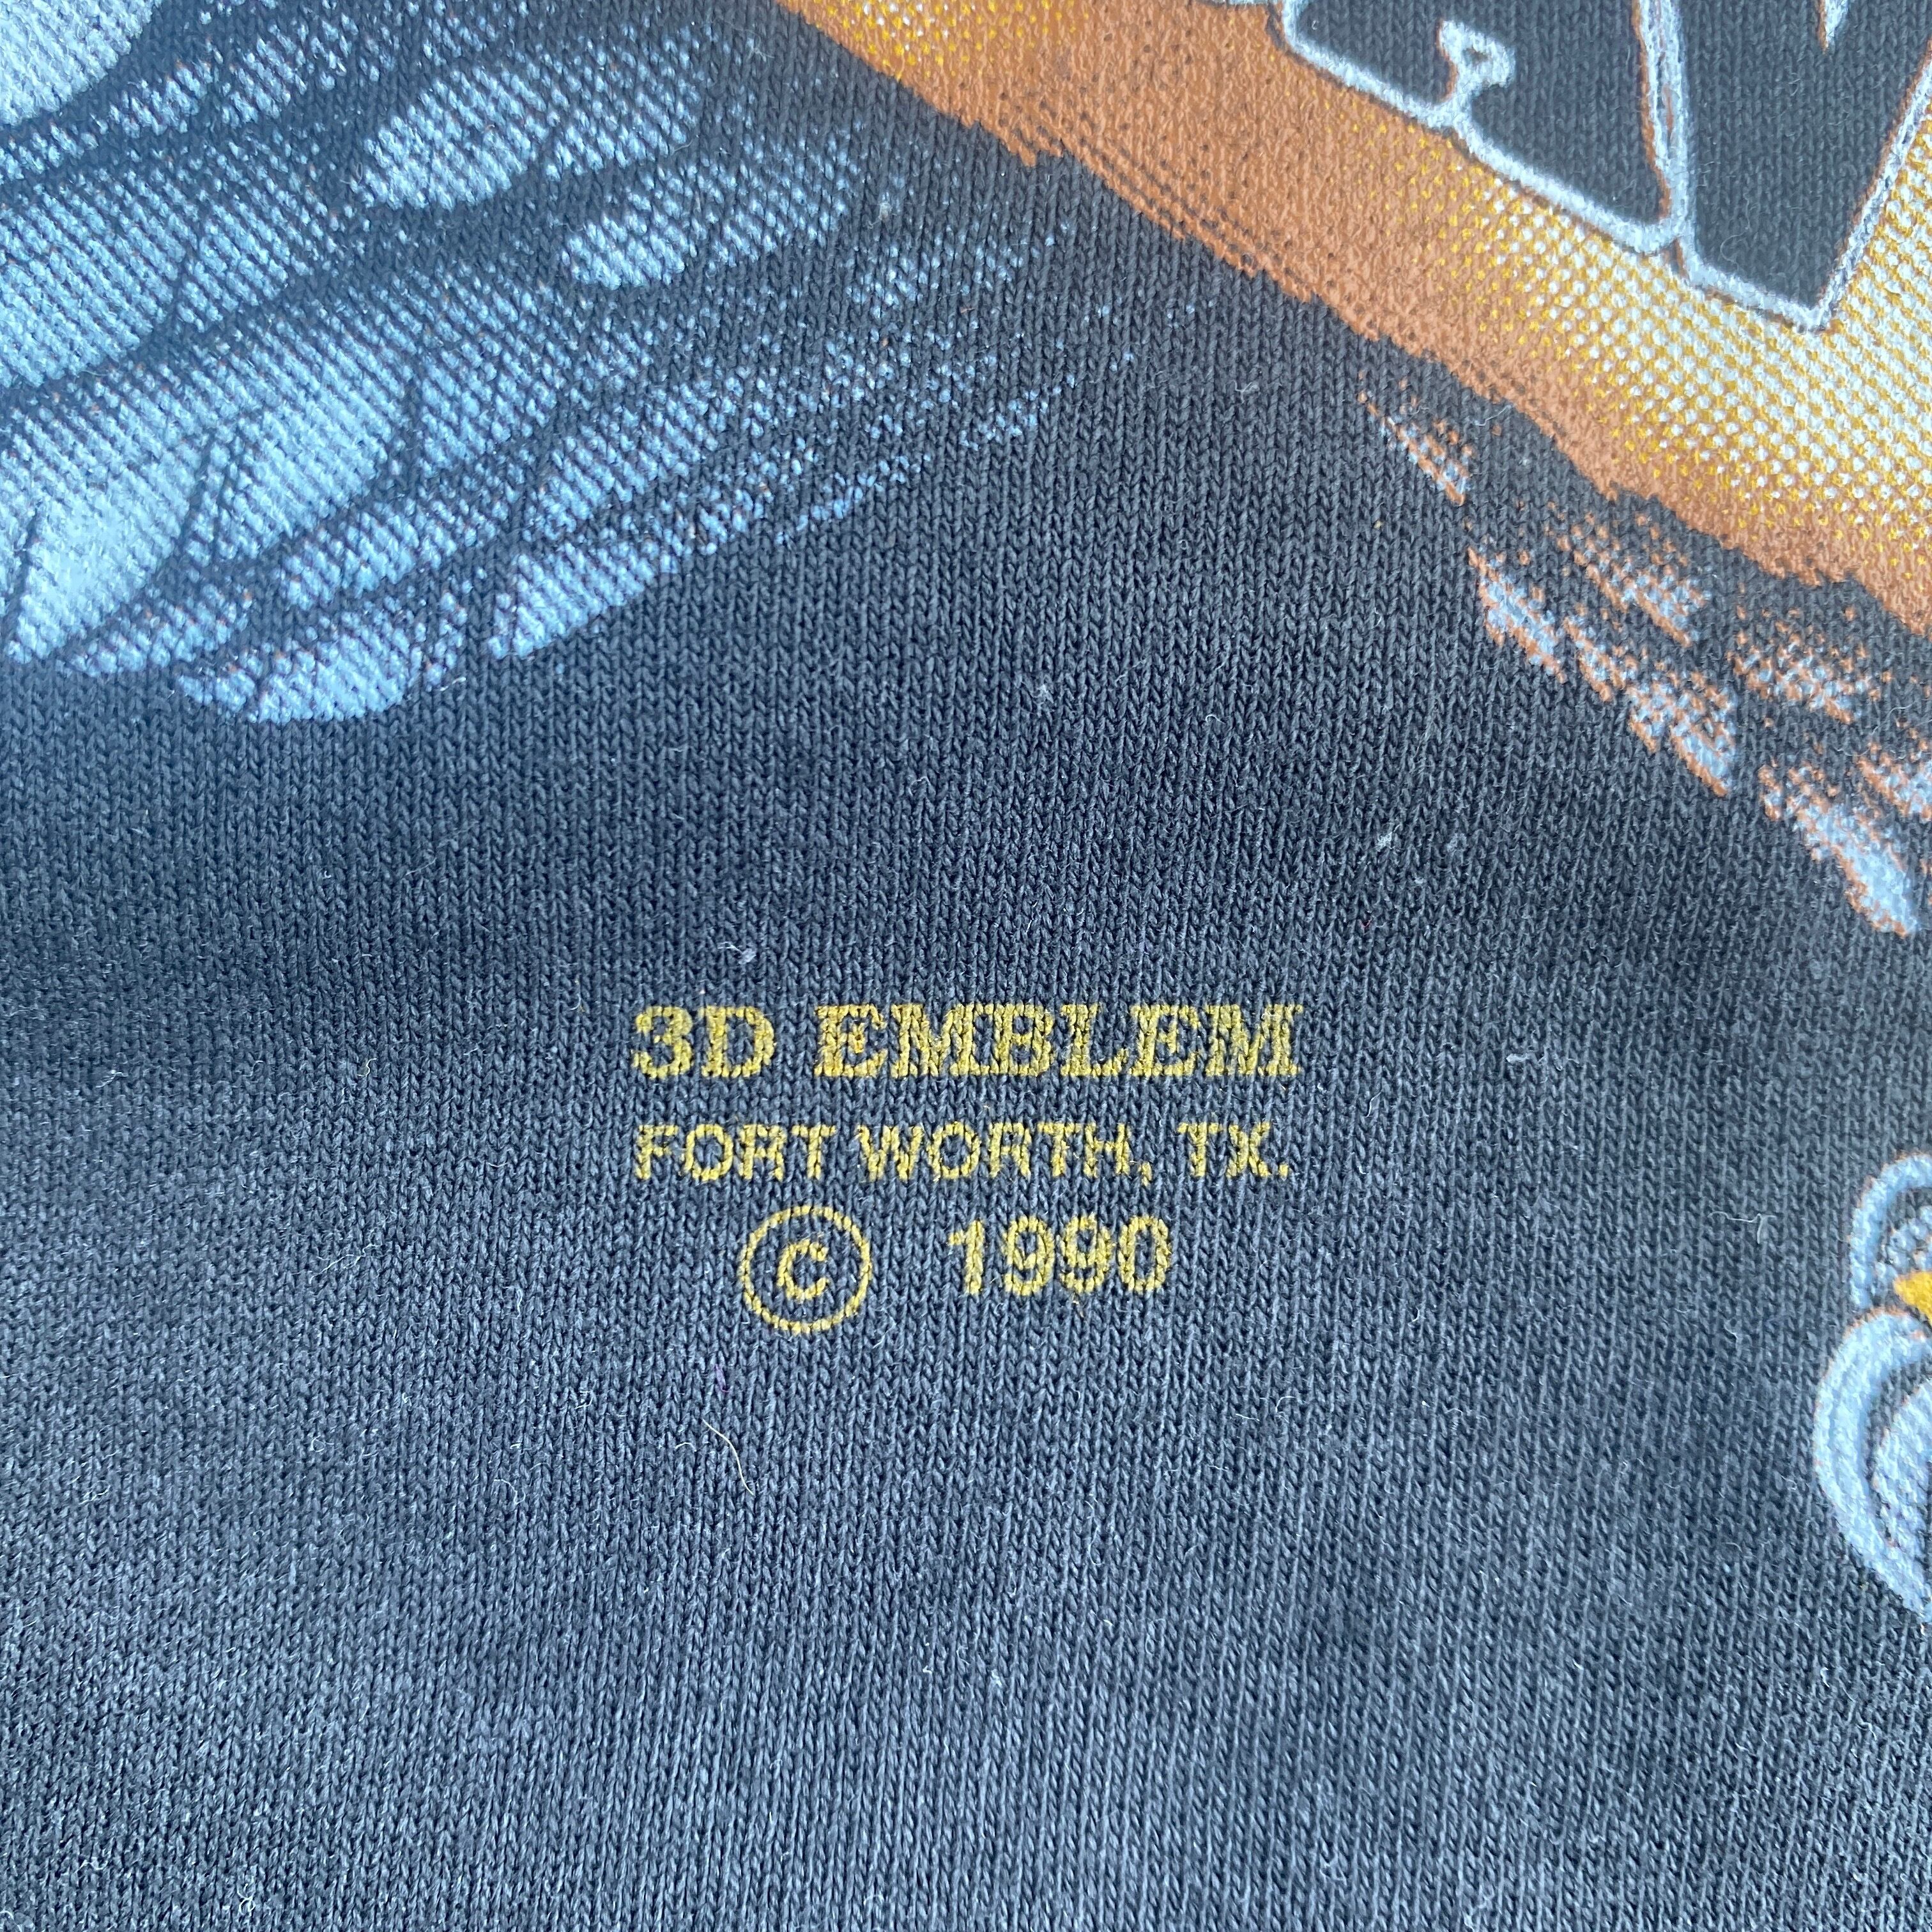 3D EMBLEM
FORT WORTH, TX.
© 1990